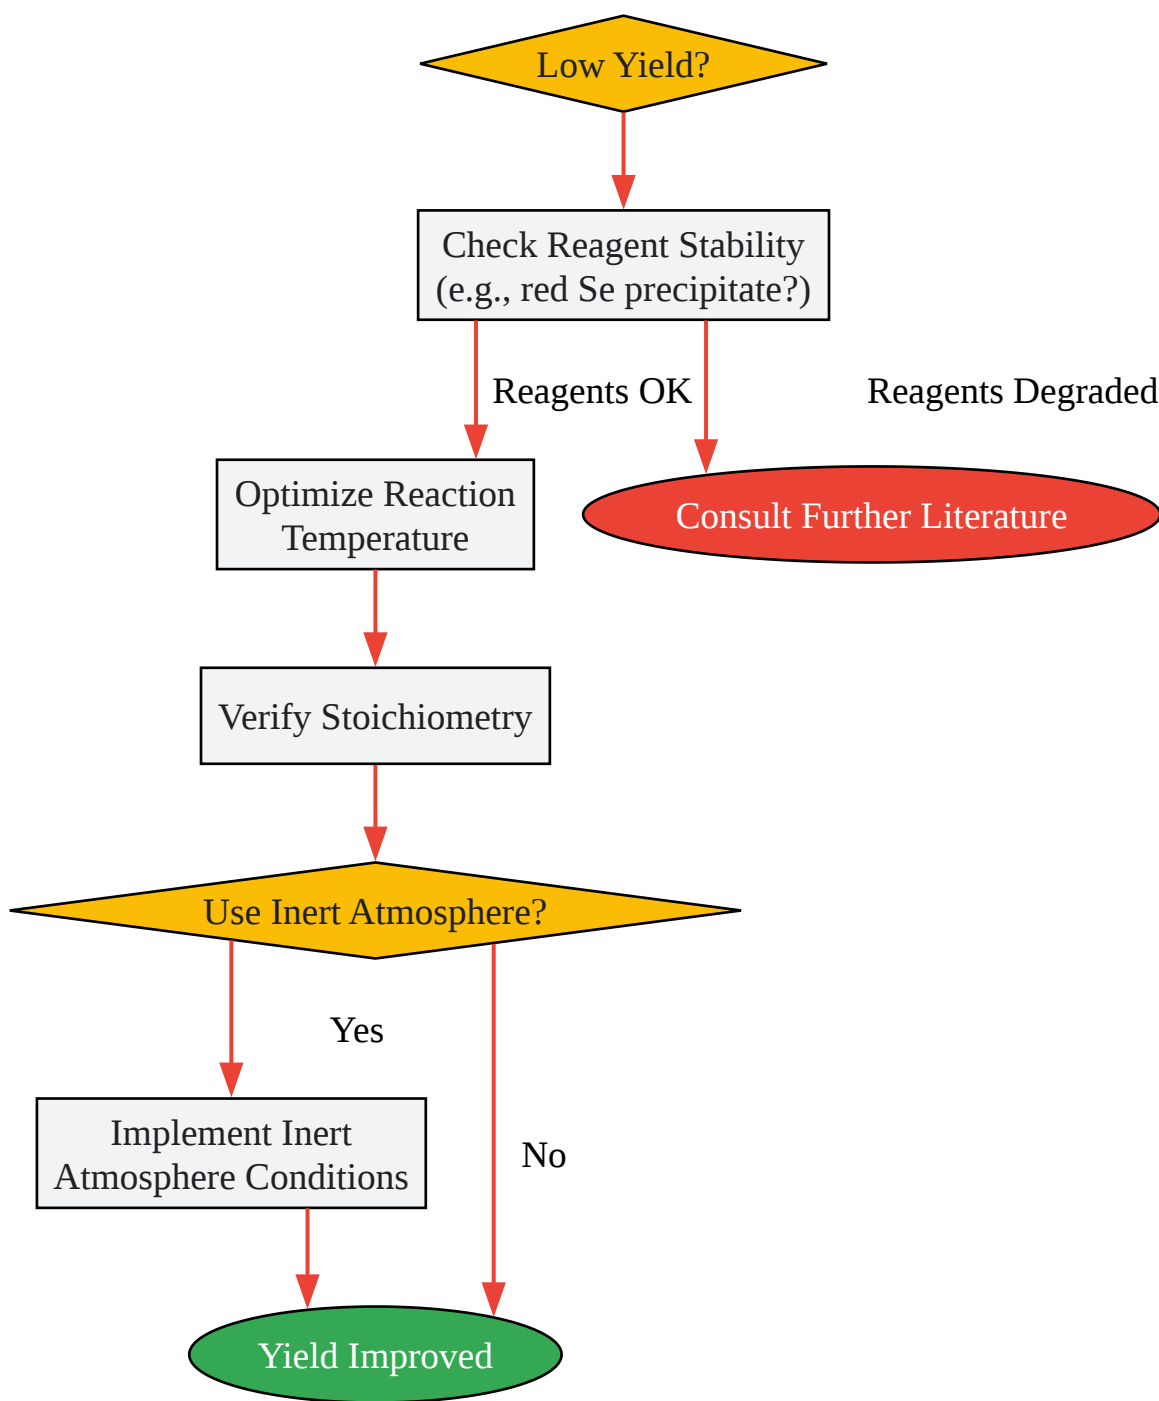 Low Yield?
Check Reagent Stability
(e.g., red Se precipitate?)
Reagents OK
Reagents Degraded
Optimize Reaction
Temperature
Consult Further Literature
Verify Stoichiometry
Use Inert Atmosphere?
Yes
Implement Inert
Atmosphere Conditions
No
Yield Improved